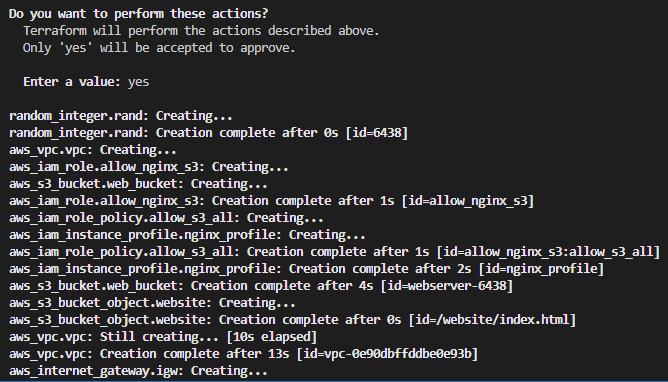 Do you want to perform these actions?
Terraform will perform the actions described above.
Only 'yes' will be accepted to approve.
Enter a value: yes
random_integer.rand: Creating...
random_integer.rand: Creation complete after 0s [id=6438]
aws_vpc.vpc: Creating...
aws_iam_role.allow_nginx_s3: Creating...
aws_s3_bucket.web_bucket: Creating...
aws_iam_role.allow_nginx_s3: Creation complete after 1s [id=allow_nginx_s3]
aws_iam_role_policy.allow_s3_all: Creating...
aws_iam_instance_profile.nginx_profile: Creating...
aws_iam_role_policy.allow_s3_all: Creation complete after 1s [id=allow_nginx_s3:allow_s3_all]
aws_iam_instance_profile.nginx_profile: Creation complete after 2s [id=nginx_profile]
aws_s3_bucket.web_bucket: Creation complete after 4s [id=webserver-6438]
aws_s3_bucket_object.website: Creating...
aws_s3_bucket_object.website: Creation complete after 0s [id=/website/index.html]
aws_vpc.vpc: Still creating... [10s elapsed]
aws_vpc.vpc: Creation complete after 13s [id=vpc-0e90dbffddbe0e93b]
aws_internet_gateway.igw: Creating...